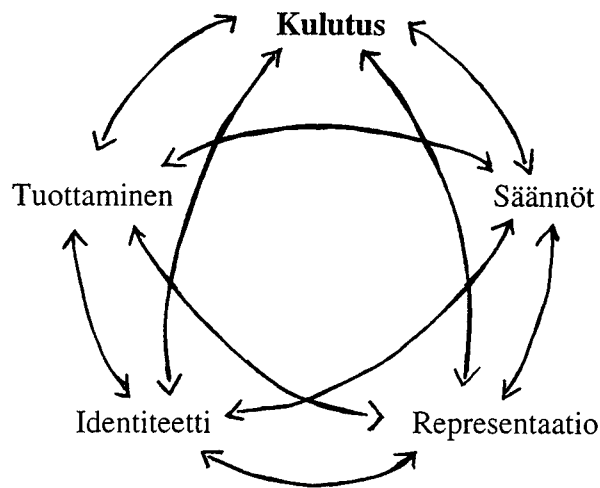 Kulutus
Tuottaminen
Säännöt
Identiteetti
Representaatio